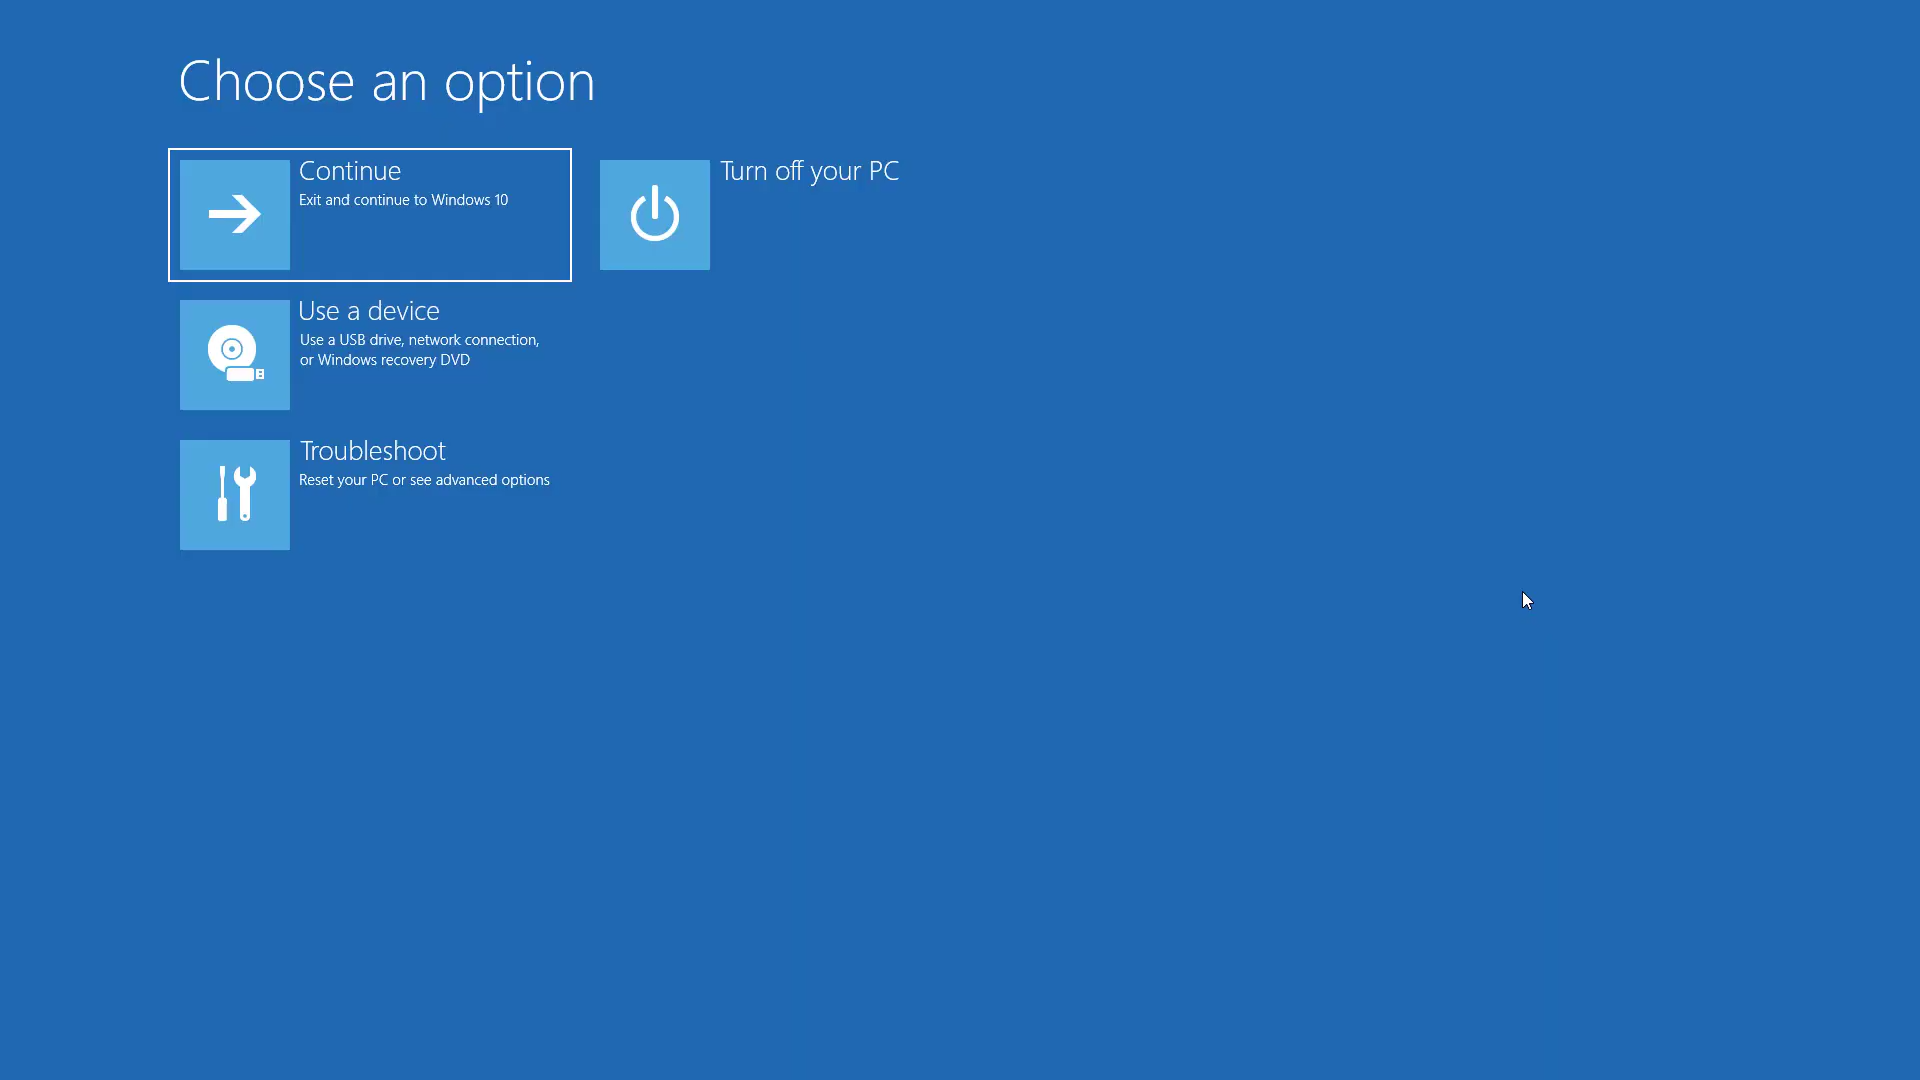 Choose an option
Continue
Exit and continue to Windows 10
Turn off your PC
Use a device
Use a USB drive, network connection,
or Windows recovery DVD
Troubleshoot
Reset your PC or see advanced options